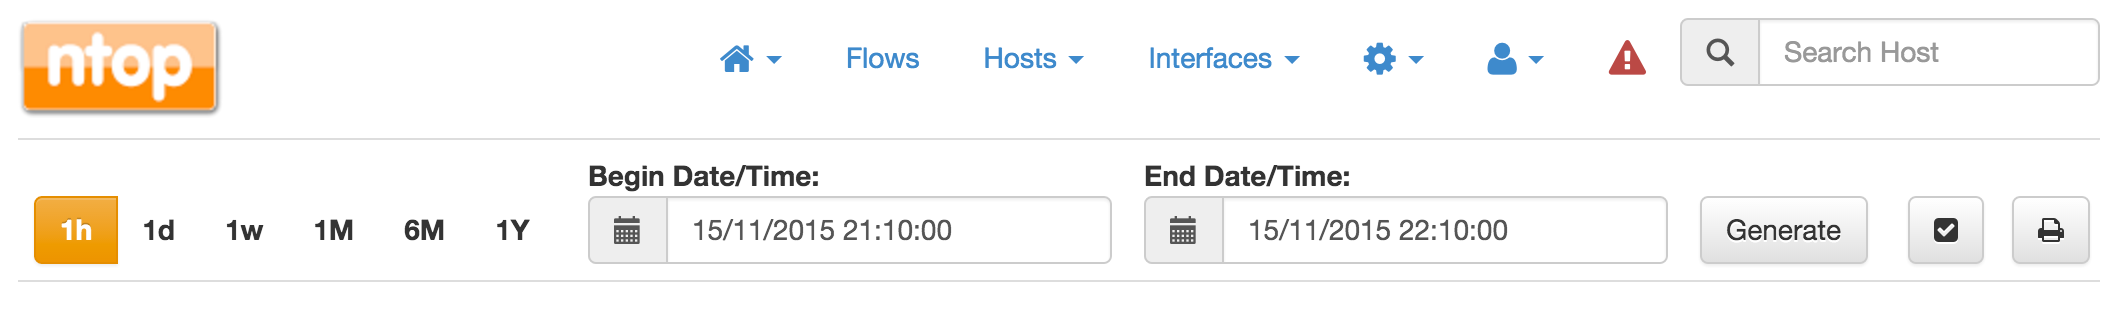 ntop
Flows Hosts Interfaces Search Host
Begin Date/Time: End Date/Time:
1h 1d 1w 1M 6M 1Y 15/11/2015 21:10:00 15/11/2015 22:10:00 Generate